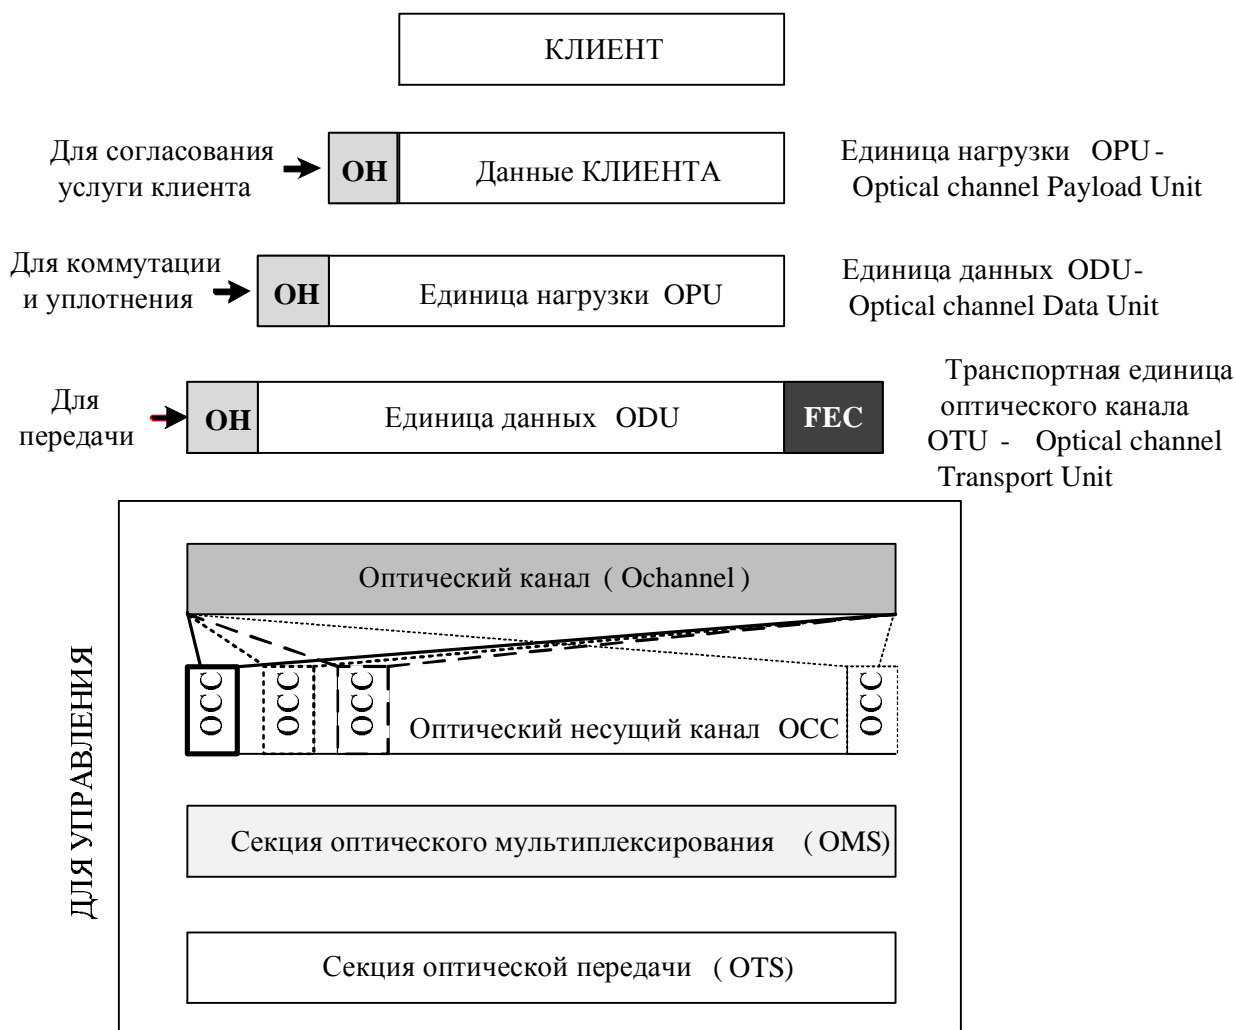 КЛИЕНТ
Для согласования
услуги клиента
OH
Данные КЛИЕНТА
Единица нагрузки OPU -
Optical channel Payload Unit
Для коммутации
и уплотнения
OH
Единица нагрузки OPU
Единица данных ODU-
Optical channel Data Unit
Для
передачи
OH
Единица данных ODU
FEC
Транспортная единица
оптического канала
OTU - Optical channel
Transport Unit
ДЛЯ УПРАВЛЕНИЯ
Оптический канал ( Ochannel )
OCC
OCC
OCC
Оптический несущий канал OCC
OCC
Секция оптического мультиплексирования ( OMS)
Секция оптической передачи ( OTS)